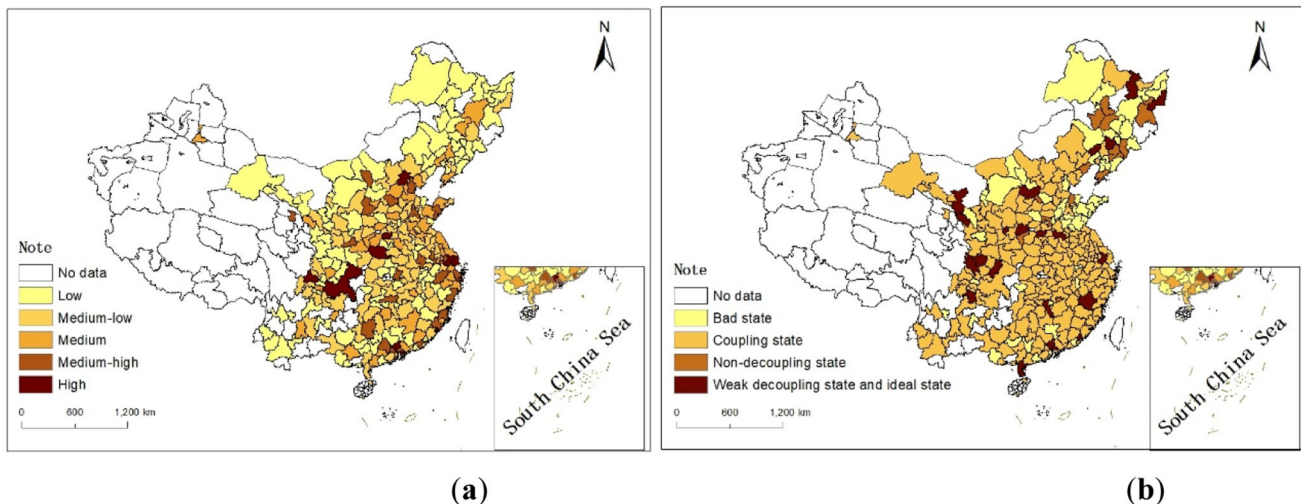 N
Note
No data
Low
Medium-low
Medium
Medium-high
High
0 600 1,200 km
South China Sea
(a)
N
Note
No data
Bad state
Coupling state
Non-decoupling state
Weak decoupling state and ideal state
0 600 1,200 km
South China Sea
(b)